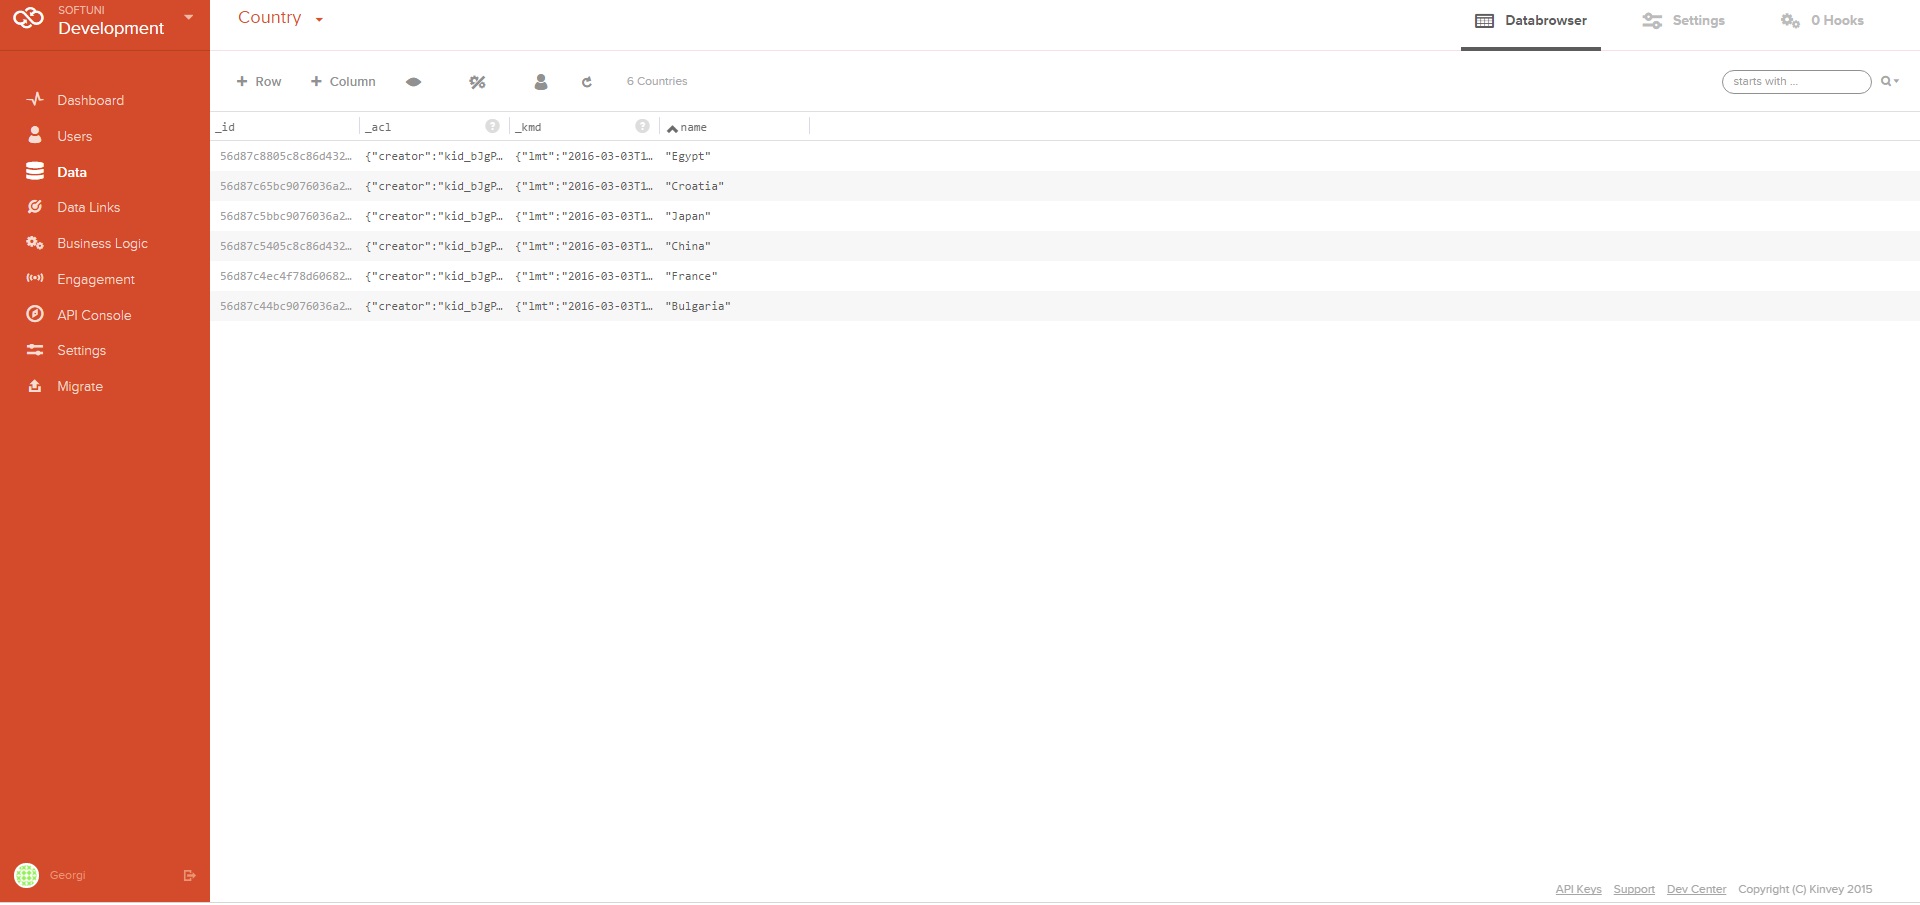 SOFTUNI
Development
Country
Databrowser
Settings
0 Hooks
+ Row
+ Column
6 Countries
starts with ...
Dashboard
Users
Data
Data Links
Business Logic
Engagement
API Console
Settings
Migrate
_id _acl ? _kmd ? name
56d87c8805c8c86d432… {"creator":"kid_bJgP… {"lmt":"2016-03-03T1… "Egypt"
56d87c65bc9076036a2… {"creator":"kid_bJgP… {"lmt":"2016-03-03T1… "Croatia"
56d87c5bbc9076036a2… {"creator":"kid_bJgP… {"lmt":"2016-03-03T1… "Japan"
56d87c5405c8c86d432… {"creator":"kid_bJgP… {"lmt":"2016-03-03T1… "China"
56d87c4ec4f78d60682… {"creator":"kid_bJgP… {"lmt":"2016-03-03T1… "France"
56d87c44bc9076036a2… {"creator":"kid_bJgP… {"lmt":"2016-03-03T1… "Bulgaria"
Georgi
API Keys Support Dev Center Copyright (C) Kinvey 2015